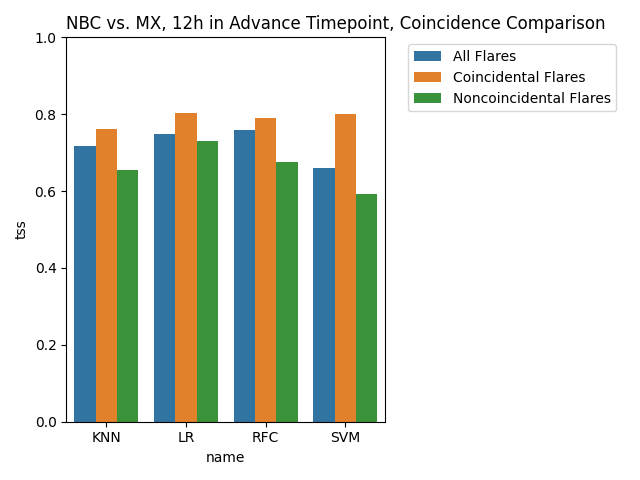 NBC vs. MX, 12h in Advance Timepoint, Coincidence Comparison
All Flares
Coincidental Flares
Noncoincidental Flares
1.0
0.8
0.6
0.4
0.2
0.0
tss
KNN LR RFC SVM
name